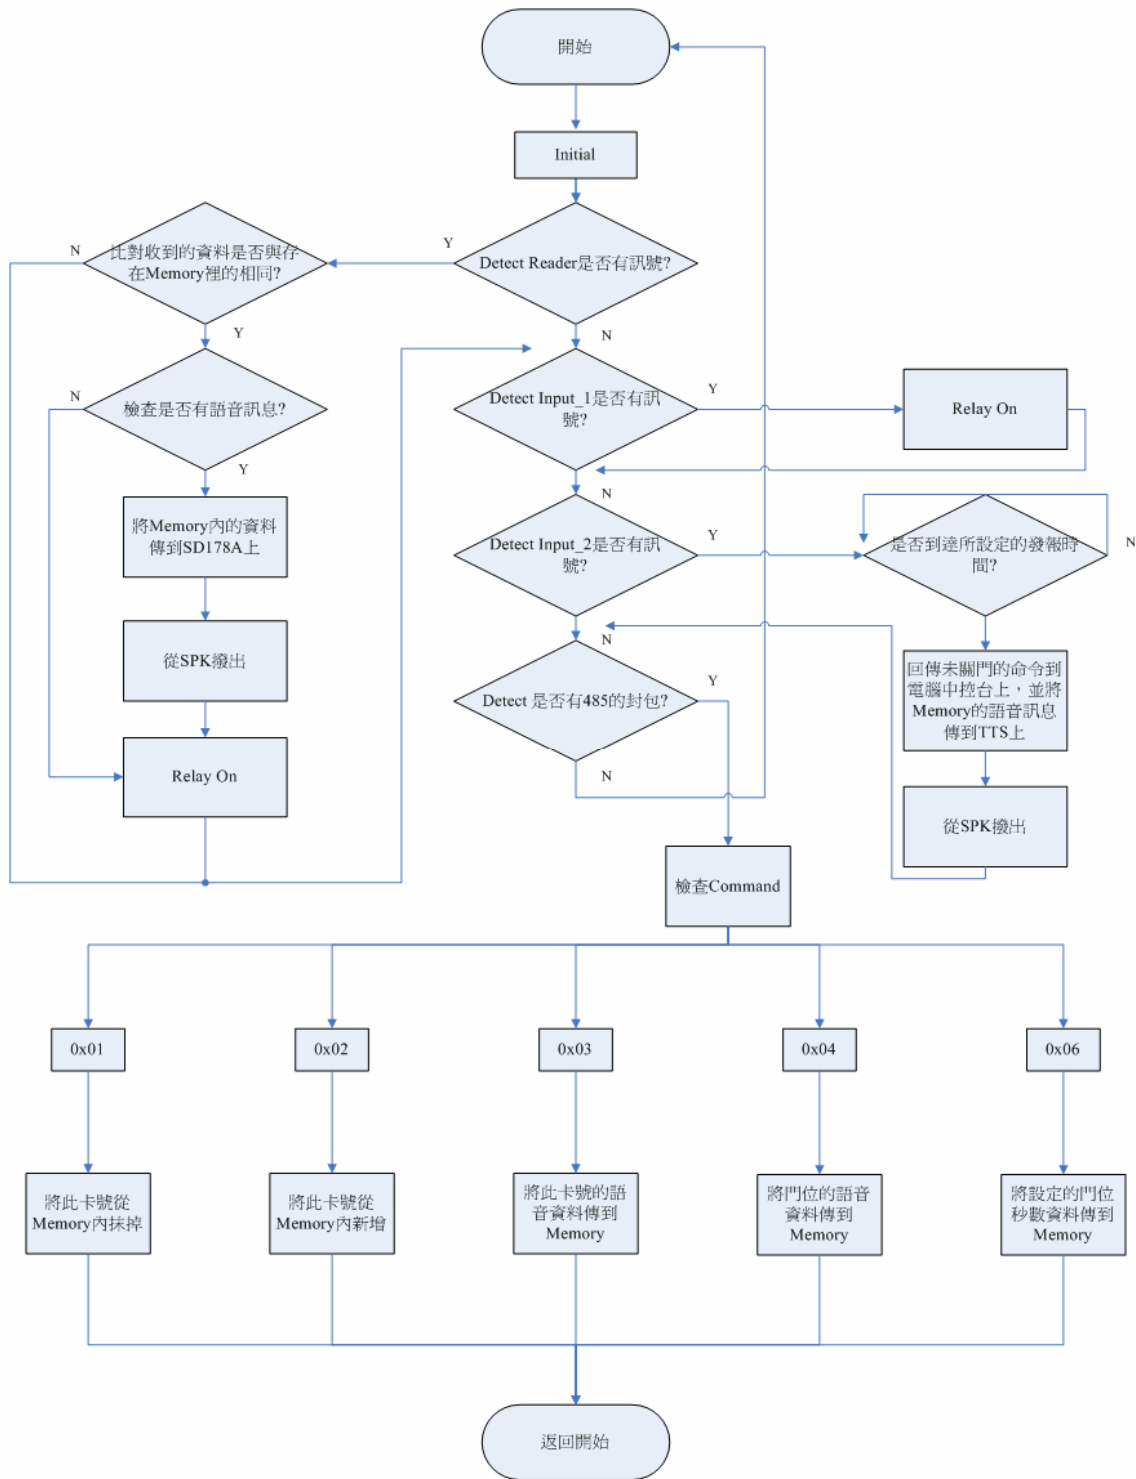 開始
Initial
N
比對收到的資料是否與存
在Memory裡的相同?
Y
Detect Reader是否有訊號?
Y
N
N
檢查是否有語音訊息?
Detect Input_1是否有訊
號?
Y
Relay On
Y
N
將Memory內的資料
傳到SD178A上
Detect Input_2是否有訊
號?
Y
是否到達所設定的發報時
間?
N
從SPK撥出
N
Detect 是否有485的封包?
Y
回傳未關門的命令到
電腦中控台上，並將
Memory的語音訊息
傳到TTS上
Relay On
N
從SPK撥出
檢查Command
0x01
0x02
0x03
0x04
0x06
將此卡號從
Memory內抹掉
將此卡號從
Memory內新增
將此卡號的語
音資料傳到
Memory
將門位的語音
資料傳到
Memory
將設定的門位
秒數資料傳到
Memory
返回開始